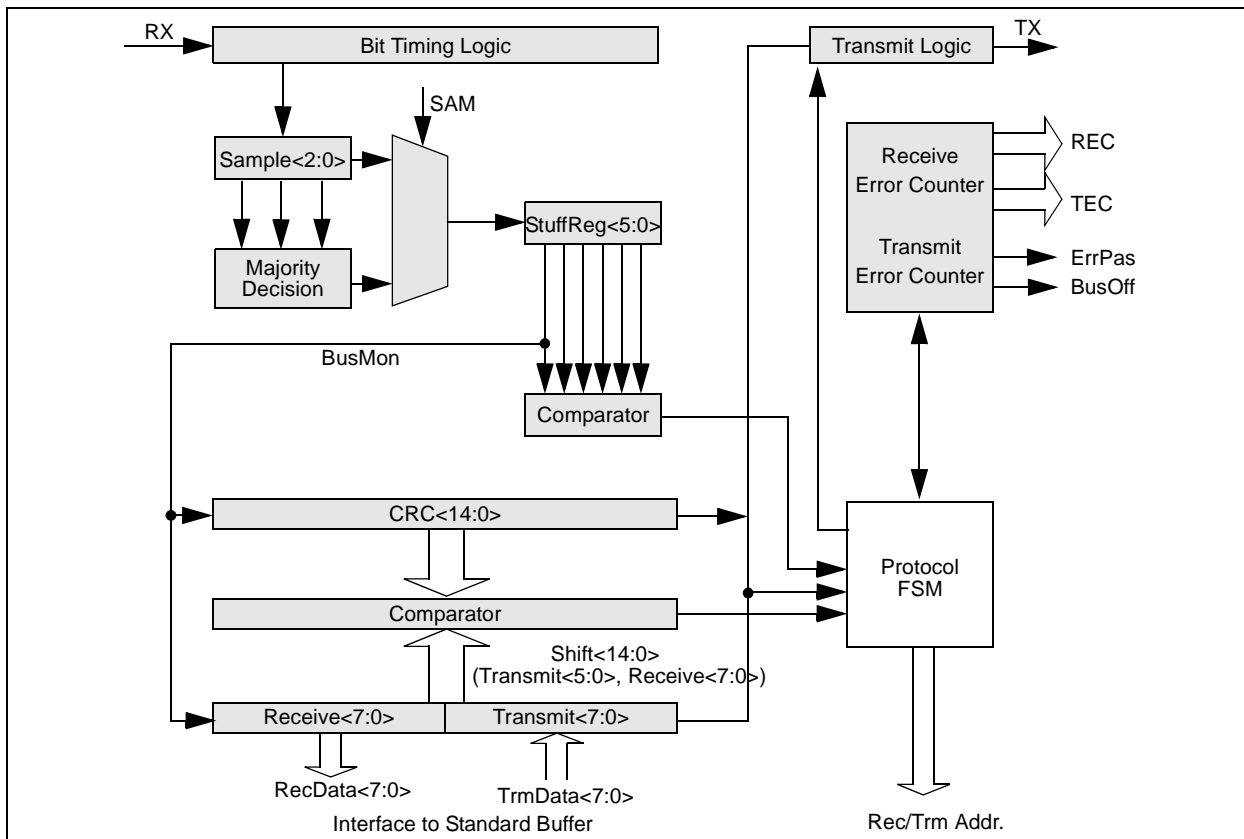 RX
Bit Timing Logic
Transmit Logic
TX
SAM
Sample<2:0>
Receive
Error Counter
REC
StuffReg<5:0>
TEC
Majority
Decision
Transmit
Error Counter
ErrPas
BusOff
BusMon
Comparator
CRC<14:0>
Protocol
FSM
Comparator
Shift<14:0>
(Transmit<5:0>, Receive<7:0>)
Receive<7:0>
Transmit<7:0>
RecData<7:0>
TrmData<7:0>
Interface to Standard Buffer
Rec/Trm Addr.